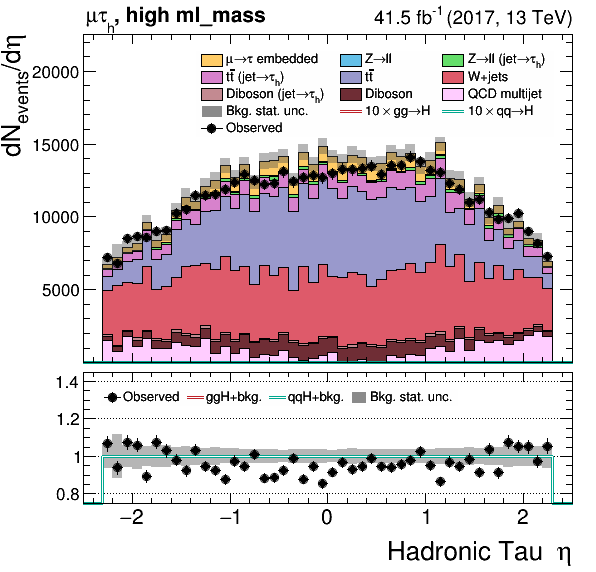 μτh, high ml_mass 41.5 fb-1 (2017, 13 TeV)
dNevents/dη
20000
15000
10000
5000
μ→τ embedded Z→ll Z→ll (jet→τh)
tt̄ (jet→τh) tt̄ W+jets
Diboson (jet→τh) Diboson QCD multijet
Bkg. stat. unc. 10 × gg→H 10 × qq→H
Observed
1.4
1.2
1
0.8
Observed ggH+bkg. qqH+bkg. Bkg. stat. unc.
−2 −1 0 1 2
Hadronic Tau η